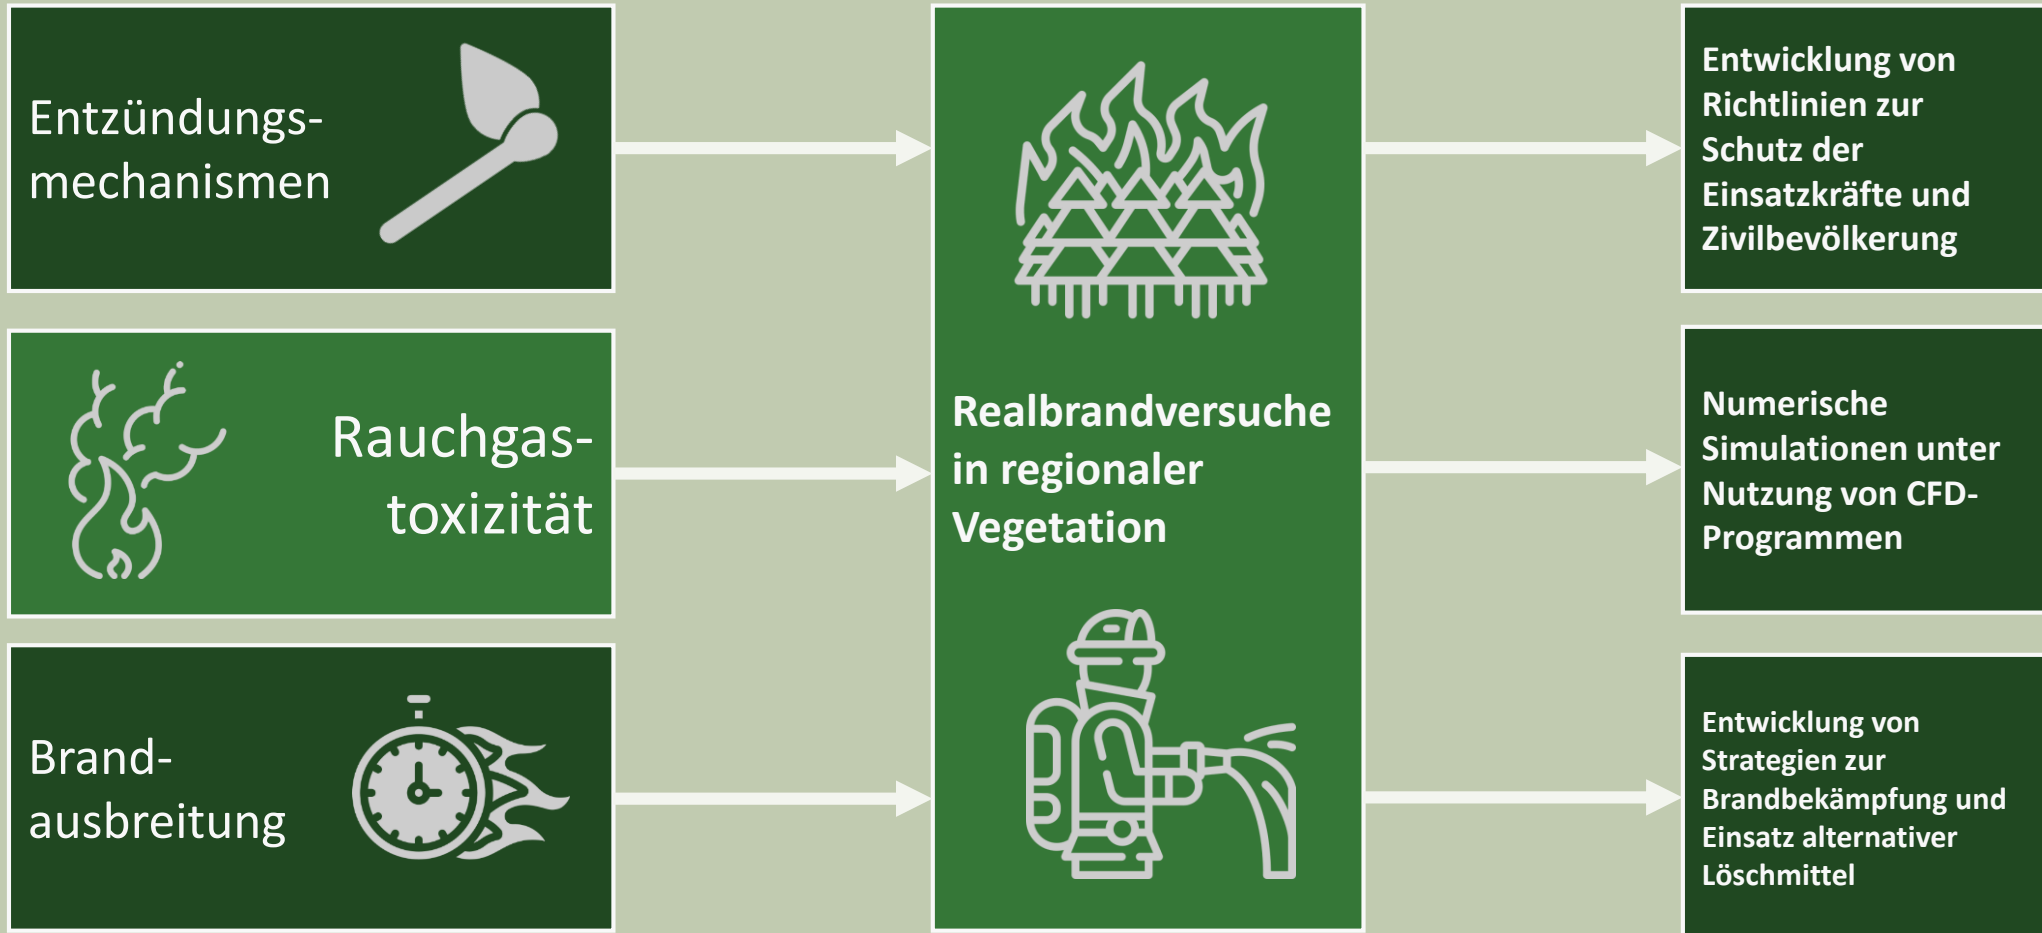 Entzündungs-
mechanismen
Rauchgas-
toxizität
Brand-
ausbreitung
Realbrandversuche
in regionaler
Vegetation
Entwicklung von
Richtlinien zur
Schutz der
Einsatzkräfte und
Zivilbevölkerung
Numerische
Simulationen unter
Nutzung von CFD-
Programmen
Entwicklung von
Strategien zur
Brandbekämpfung und
Einsatz alternativer
Löschmittel